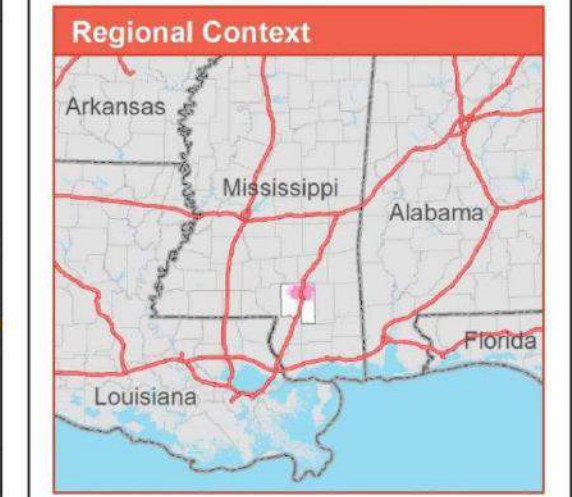 Regional Context
Arkansas
Mississippi
Alabama
Florida
Louisiana